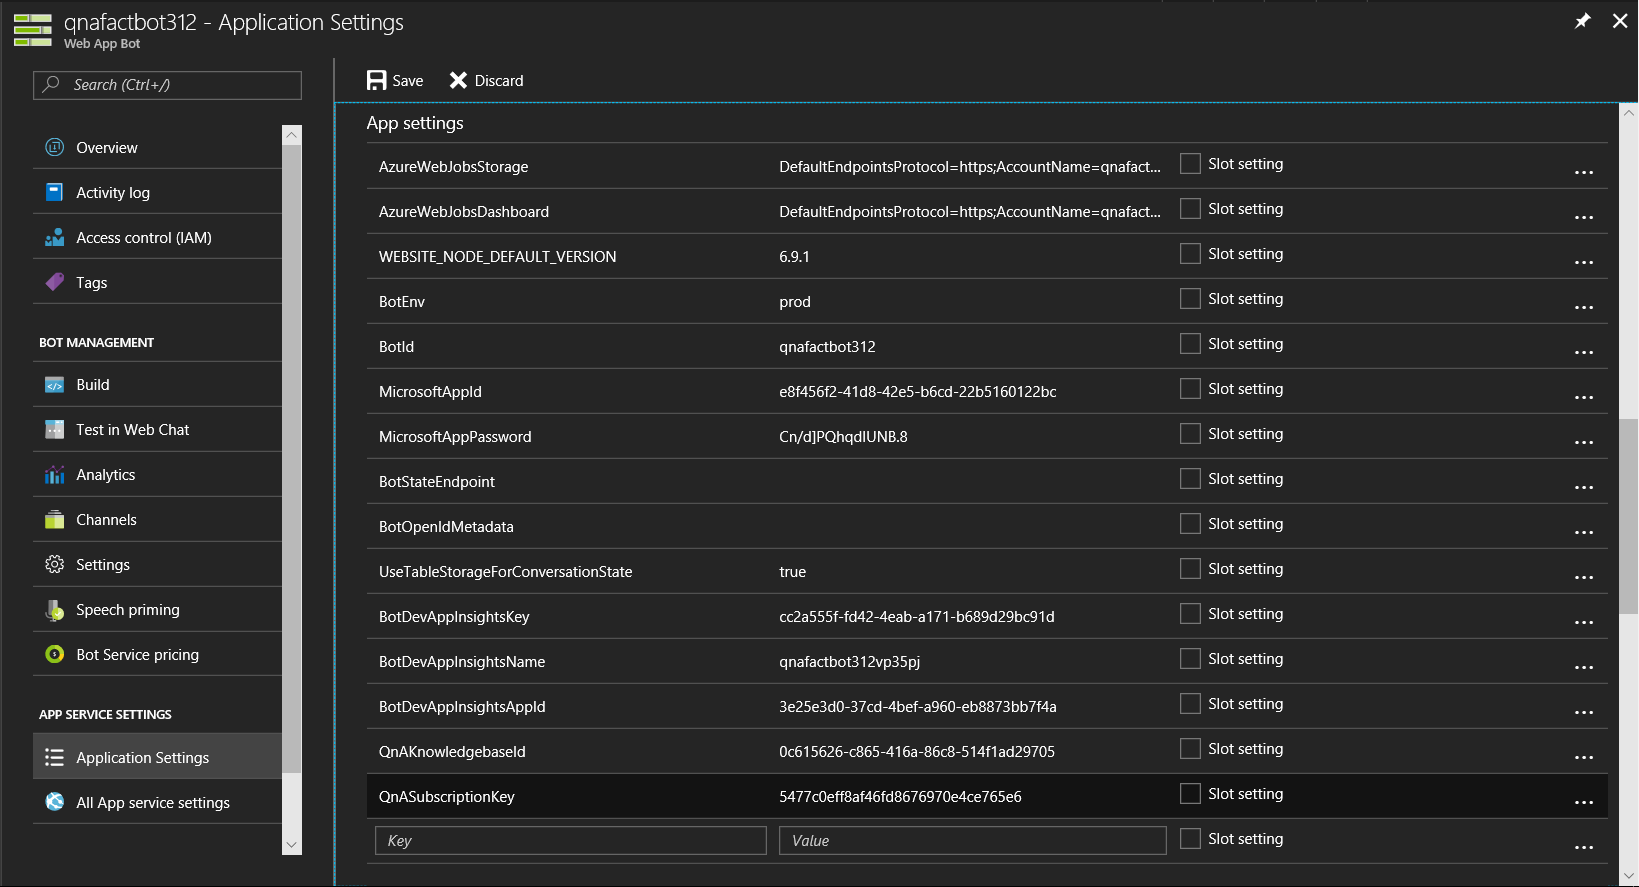 qnafactbot312 - Application Settings
Web App Bot
Search (Ctrl+/)
Overview
Activity log
Access control (IAM)
Tags
BOT MANAGEMENT
Build
Test in Web Chat
Analytics
Channels
Settings
Speech priming
Bot Service pricing
APP SERVICE SETTINGS
Application Settings
All App service settings
Save Discard
App settings
AzureWebJobsStorage DefaultEndpointsProtocol=https;AccountName=qnafact... Slot setting ...
AzureWebJobsDashboard DefaultEndpointsProtocol=https;AccountName=qnafact... Slot setting ...
WEBSITE_NODE_DEFAULT_VERSION 6.9.1 Slot setting ...
BotEnv prod Slot setting ...
BotId qnafactbot312 Slot setting ...
MicrosoftAppId e8f456f2-41d8-42e5-b6cd-22b5160122bc Slot setting ...
MicrosoftAppPassword Cn/d]PQhqdIUNB.8 Slot setting ...
BotStateEndpoint Slot setting ...
BotOpenIdMetadata Slot setting ...
UseTableStorageForConversationState true Slot setting ...
BotDevAppInsightsKey cc2a555f-fd42-4eab-a171-b689d29bc91d Slot setting ...
BotDevAppInsightsName qnafactbot312vp35pj Slot setting ...
BotDevAppInsightsAppId 3e25e3d0-37cd-4bef-a960-eb8873bb7f4a Slot setting ...
QnAKnowledgebaseId 0c615626-c865-416a-86c8-514f1ad29705 Slot setting ...
QnASubscriptionKey 5477c0eff8af46fd8676970e4ce765e6 Slot setting ...
Key Value Slot setting ...